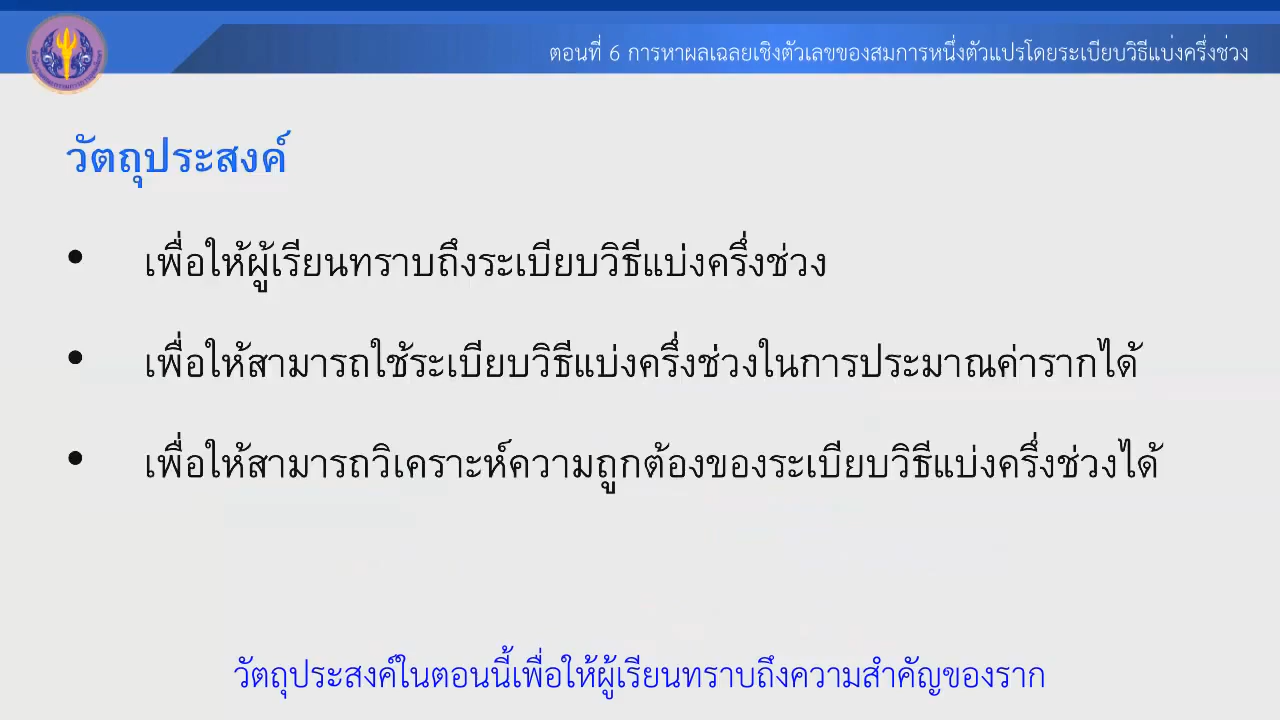 ตอนที่ 6 การหาผลเฉลยเชิงตัวเลขของสมการหนึ่งตัวแปรโดยระเบียบวิธีแบ่งครึ่งช่วง
วัตถุประสงค์
• เพื่อให้ผู้เรียนทราบถึงระเบียบวิธีแบ่งครึ่งช่วง
• เพื่อให้สามารถใช้ระเบียบวิธีแบ่งครึ่งช่วงในการประมาณค่ารากได้
• เพื่อให้สามารถวิเคราะห์ความถูกต้องของระเบียบวิธีแบ่งครึ่งช่วงได้
วัตถุประสงค์ในตอนนี้เพื่อให้ผู้เรียนทราบถึงความสำคัญของราก